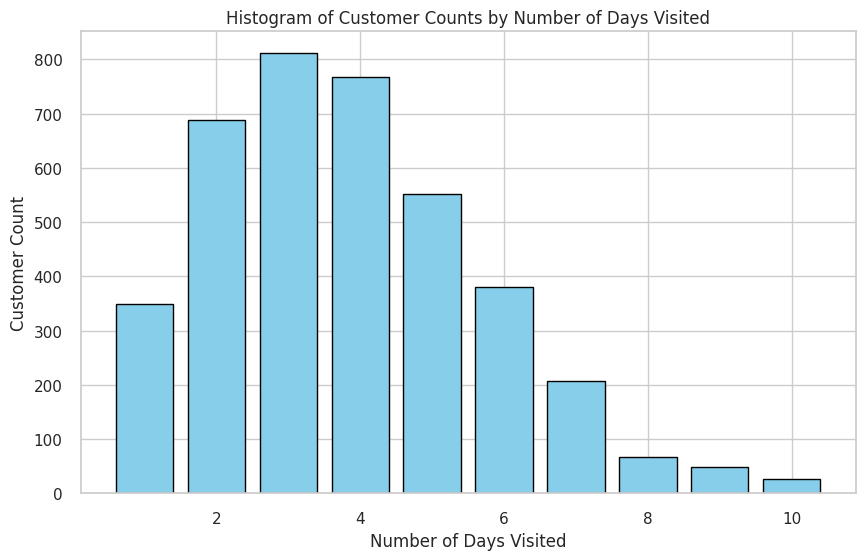 Histogram of Customer Counts by Number of Days Visited
800
700
600
500
400
300
200
100
0
Customer Count
2 4 6 8 10
Number of Days Visited